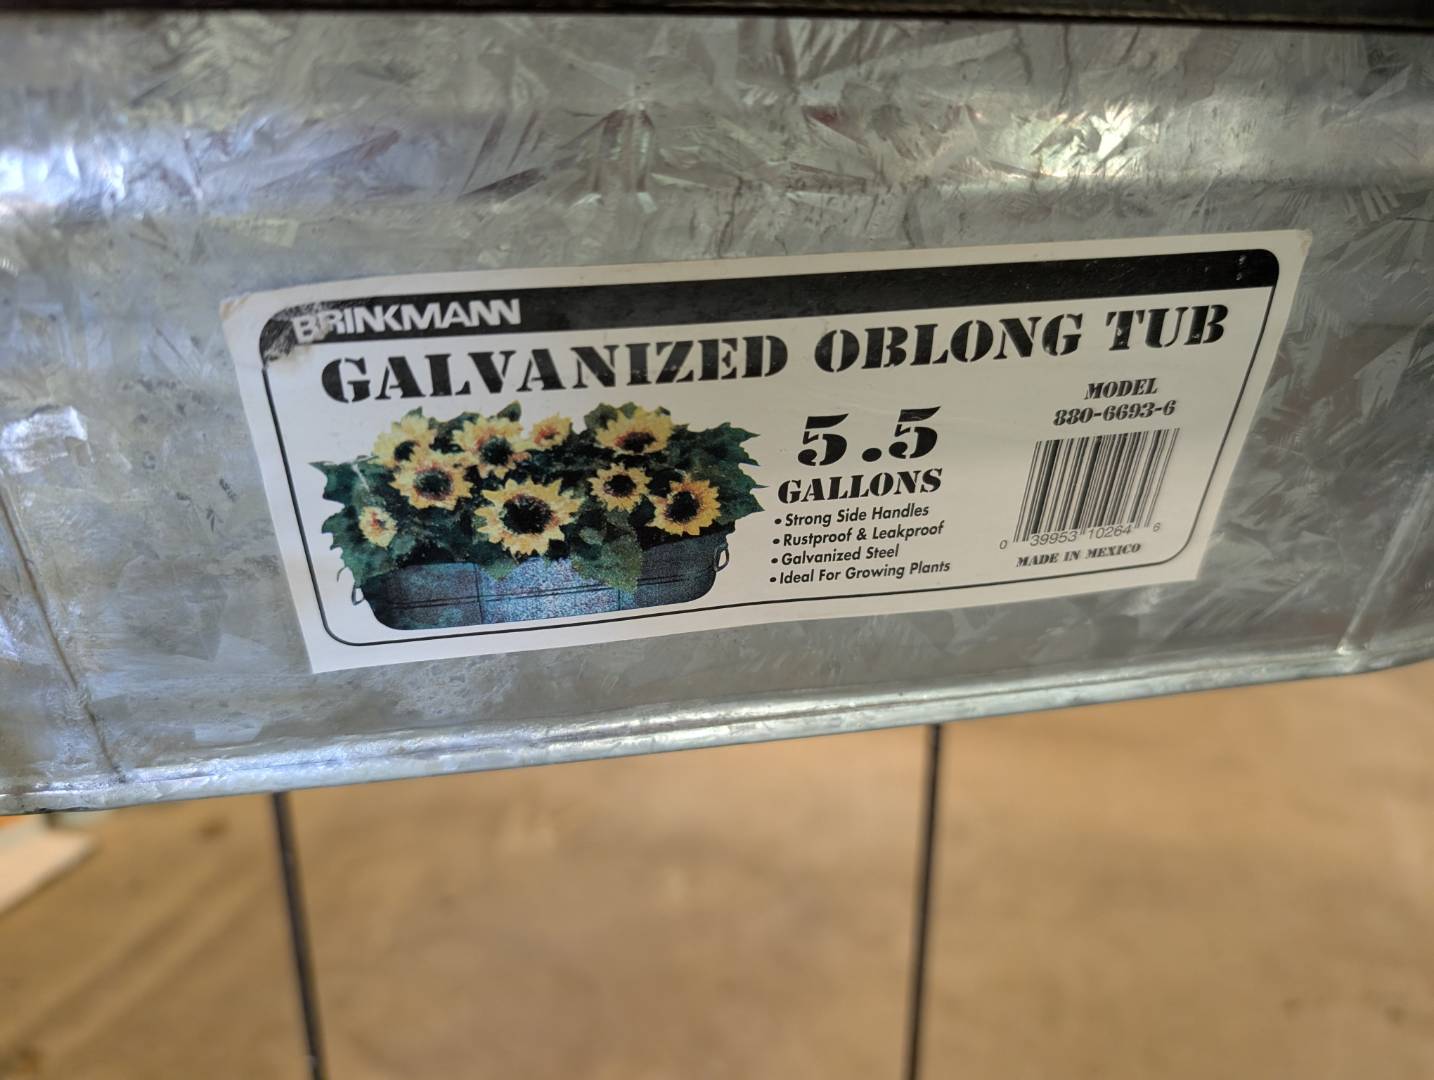 BRINKMANN
GALVANIZED OBLONG TUB
5.5
GALLONS
• Strong Side Handles
• Rustproof & Leakproof
• Galvanized Steel
• Ideal For Growing Plants
MODEL
880-6693-6
0 39953 10264 6
MADE IN MEXICO